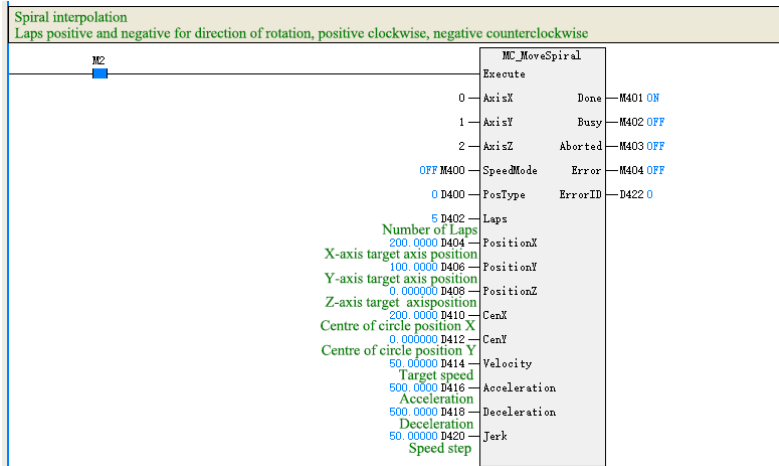 Spiral interpolation
Laps positive and negative for direction of rotation, positive clockwise, negative counterclockwise
M2
MC_MoveSpiral
Execute
0 AxisX Done M401 ON
1 AxisY Busy M402 OFF
2 AxisZ Aborted M403 OFF
OFF M400 SpeedMode Error M404 OFF
0 D400 PosType ErrorID D422 0
5 D402 Laps
Number of Laps
200.0000 D404 PositionX
X-axis target axis position
100.0000 D406 PositionY
Y-axis target axis position
0.000000 D408 PositionZ
Z-axis target axisposition
200.0000 D410 CenX
Centre of circle position X
0.000000 D412 CenY
Centre of circle position Y
50.00000 D414 Velocity
Target speed
500.0000 D416 Acceleration
Acceleration
500.0000 D418 Deceleration
Deceleration
50.00000 D420 Jerk
Speed step